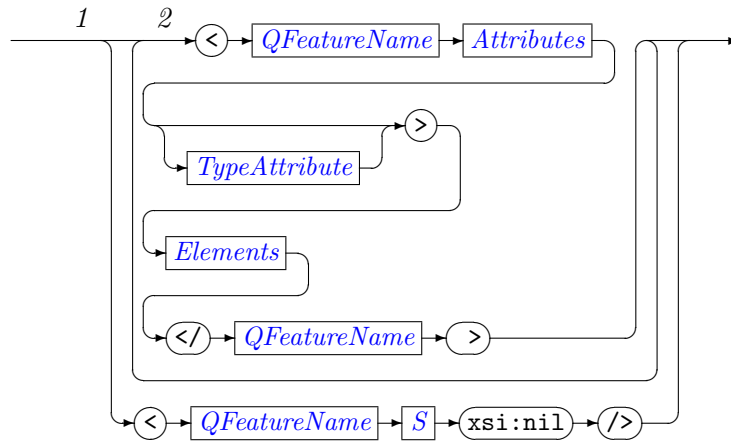 1 2
< QFeatureName Attributes
>
TypeAttribute
Elements
</ QFeatureName >
< QFeatureName S xsi:nil />